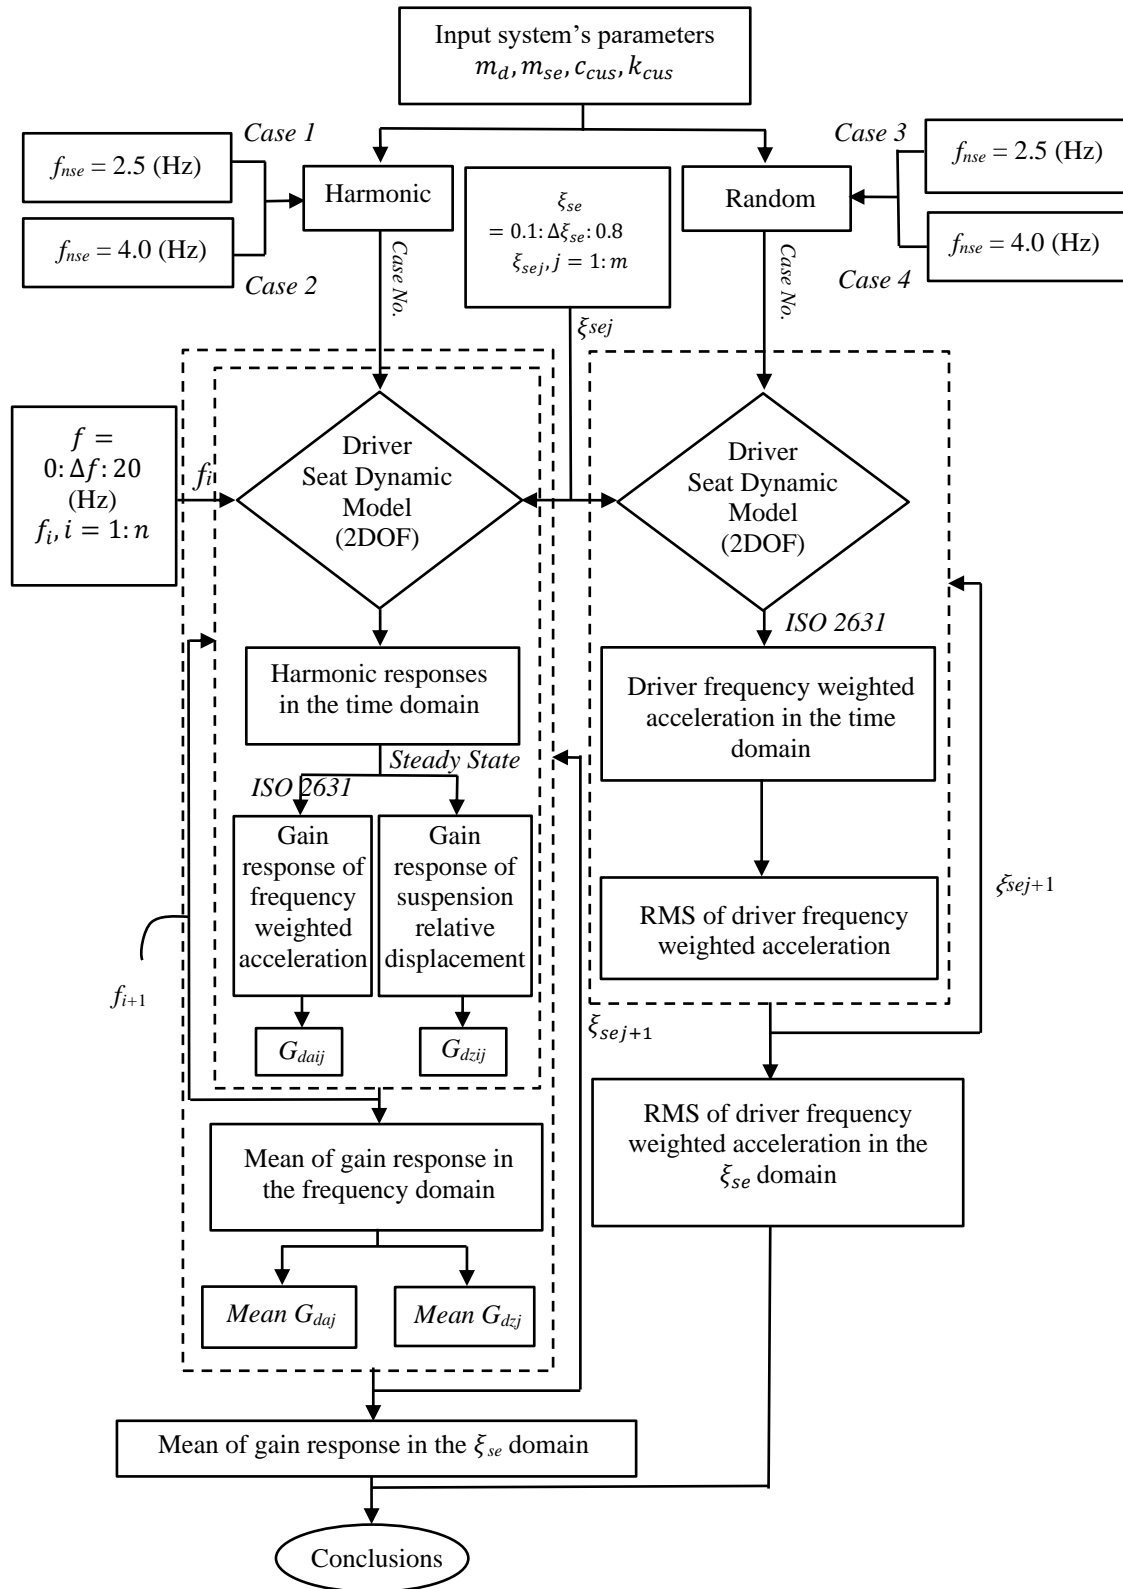 Input system's parameters
m_d, m_se, c_cus, k_cus
Case 1
f_nse = 2.5 (Hz)
f_nse = 4.0 (Hz)
Case 2
Harmonic
Case No.
ξ_se
= 0.1: Δξ_se: 0.8
ξ_sej, j = 1: m
ξ_sej
Random
Case No.
Case 3
f_nse = 2.5 (Hz)
f_nse = 4.0 (Hz)
Case 4
f =
0: Δf: 20
(Hz)
f_i, i = 1: n
f_i
Driver
Seat Dynamic
Model
(2DOF)
Driver
Seat Dynamic
Model
(2DOF)
ISO 2631
Harmonic responses
in the time domain
Steady State
ISO 2631
Gain
response of
frequency
weighted
acceleration
Gain
response of
suspension
relative
displacement
G_daij
G_dzij
f_i+1
Driver frequency weighted
acceleration in the time
domain
RMS of driver frequency
weighted acceleration
ξ_sej+1
ξ_sej+1
Mean of gain response in
the frequency domain
Mean G_daj
Mean G_dzj
RMS of driver frequency
weighted acceleration in the
ξ_se domain
Mean of gain response in the ξ_se domain
Conclusions